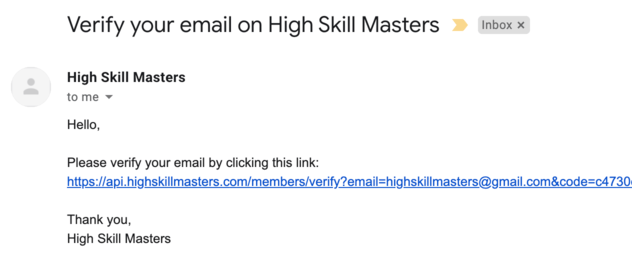 Verify your email on High Skill Masters Inbox ×
High Skill Masters
to me
Hello,
Please verify your email by clicking this link:
https://api.highskillmasters.com/members/verify?email=highskillmasters@gmail.com&code=c4730
Thank you,
High Skill Masters